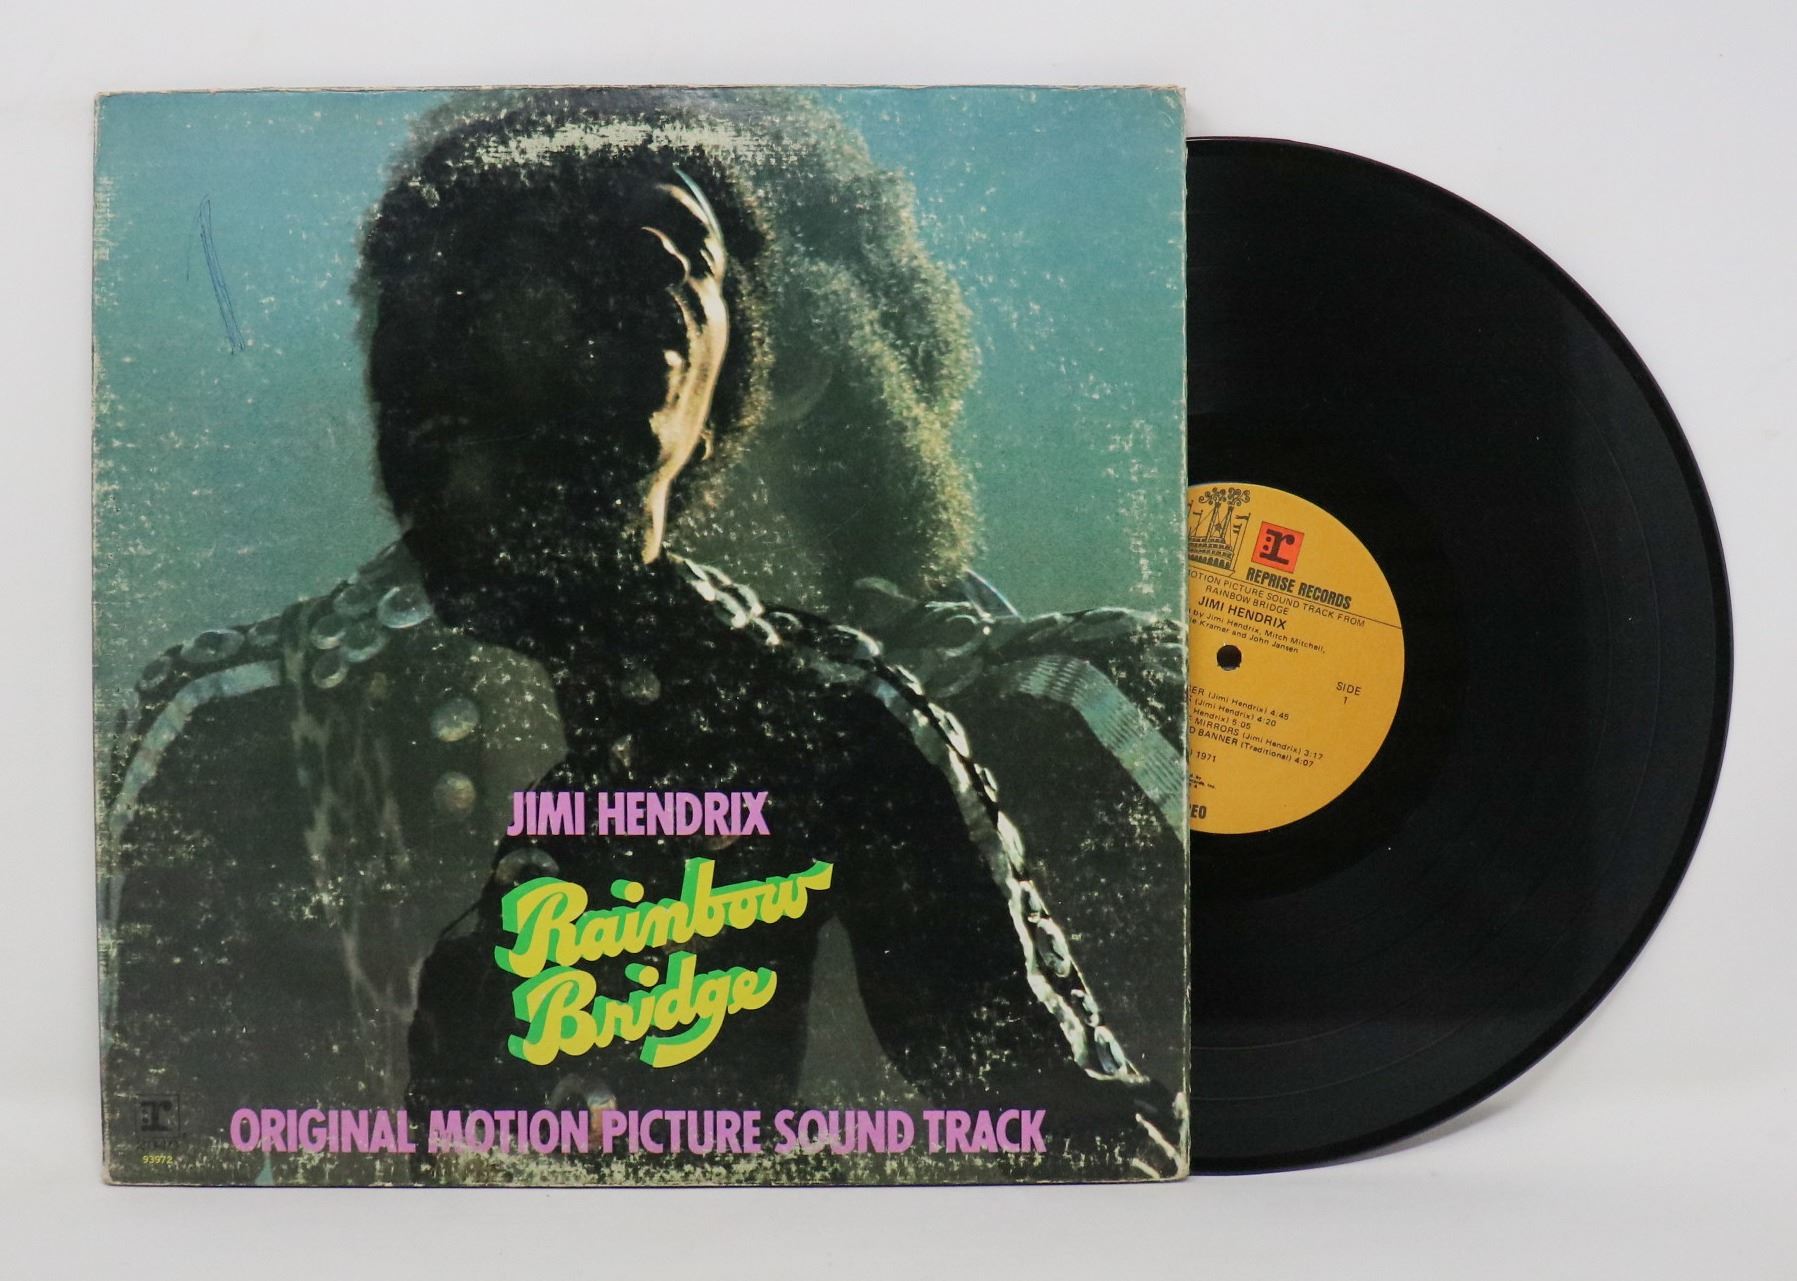 JIMI HENDRIX
Rainbow
Bridge
ORIGINAL MOTION PICTURE SOUND TRACK
r
93972
r
REPRISE RECORDS
MOTION PICTURE SOUND TRACK FROM
RAINBOW BRIDGE
JIMI HENDRIX
by Jimi Hendrix, Mitch Mitchell,
Kramer and John Jansen
SIDE
1
(Jimi Hendrix) 4:45
(Jimi Hendrix) 4:20
Hendrix) 5:05
MIRRORS (Jimi Hendrix) 3:17
BANNER (Traditional) 4:07
1971